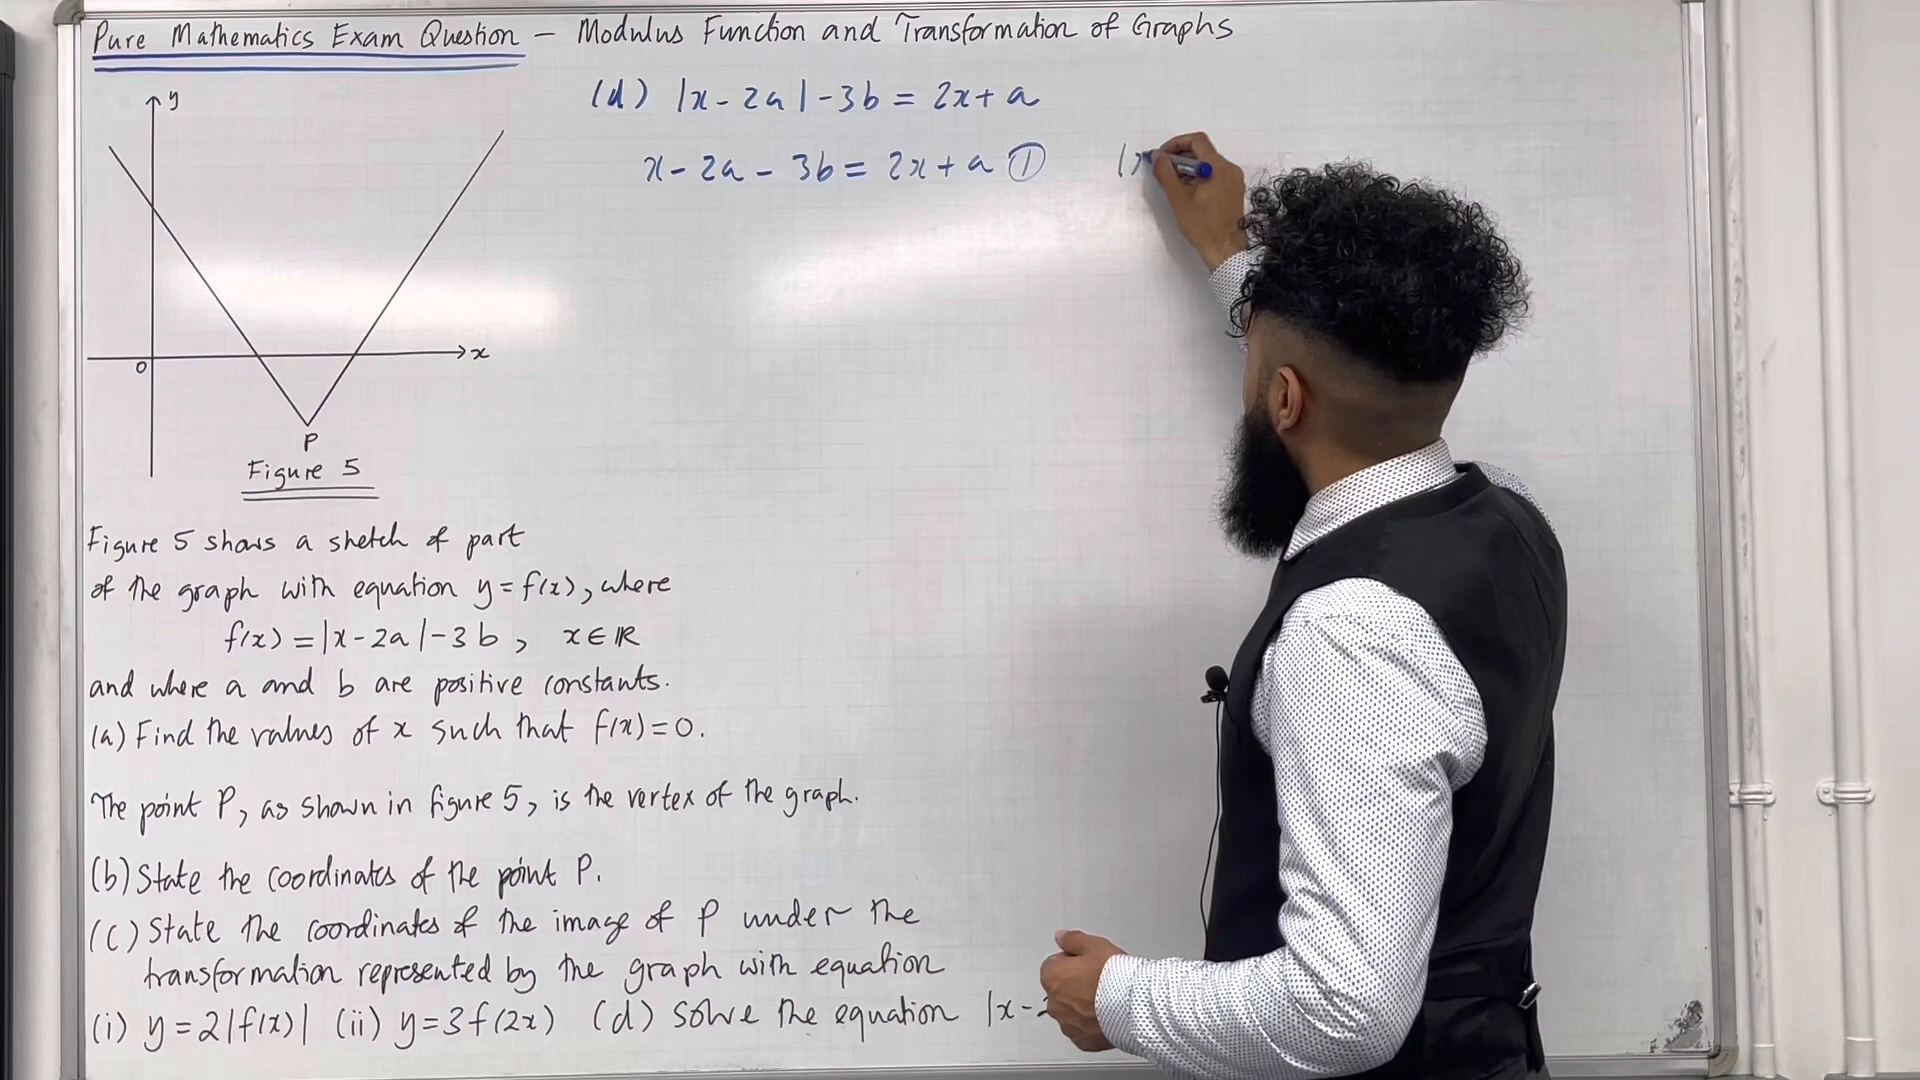 Pure Mathematics Exam Question – Modulus Function and Transformation of Graphs
y
x
0
P
Figure 5
(d) |x-2a|-3b = 2x+a
x-2a-3b = 2x+a ①
|x
Figure 5 shows a sketch of part
of the graph with equation y=f(x), where
f(x) = |x-2a|-3b, x∈ℝ
and where a and b are positive constants.
(a) Find the values of x such that f(x)=0.
The point P, as shown in figure 5, is the vertex of the graph.
(b) State the coordinates of the point P.
(c) State the coordinates of the image of P under the
transformation represented by the graph with equation
(i) y=2|f(x)| (ii) y=3f(2x) (d) Solve the equation |x-